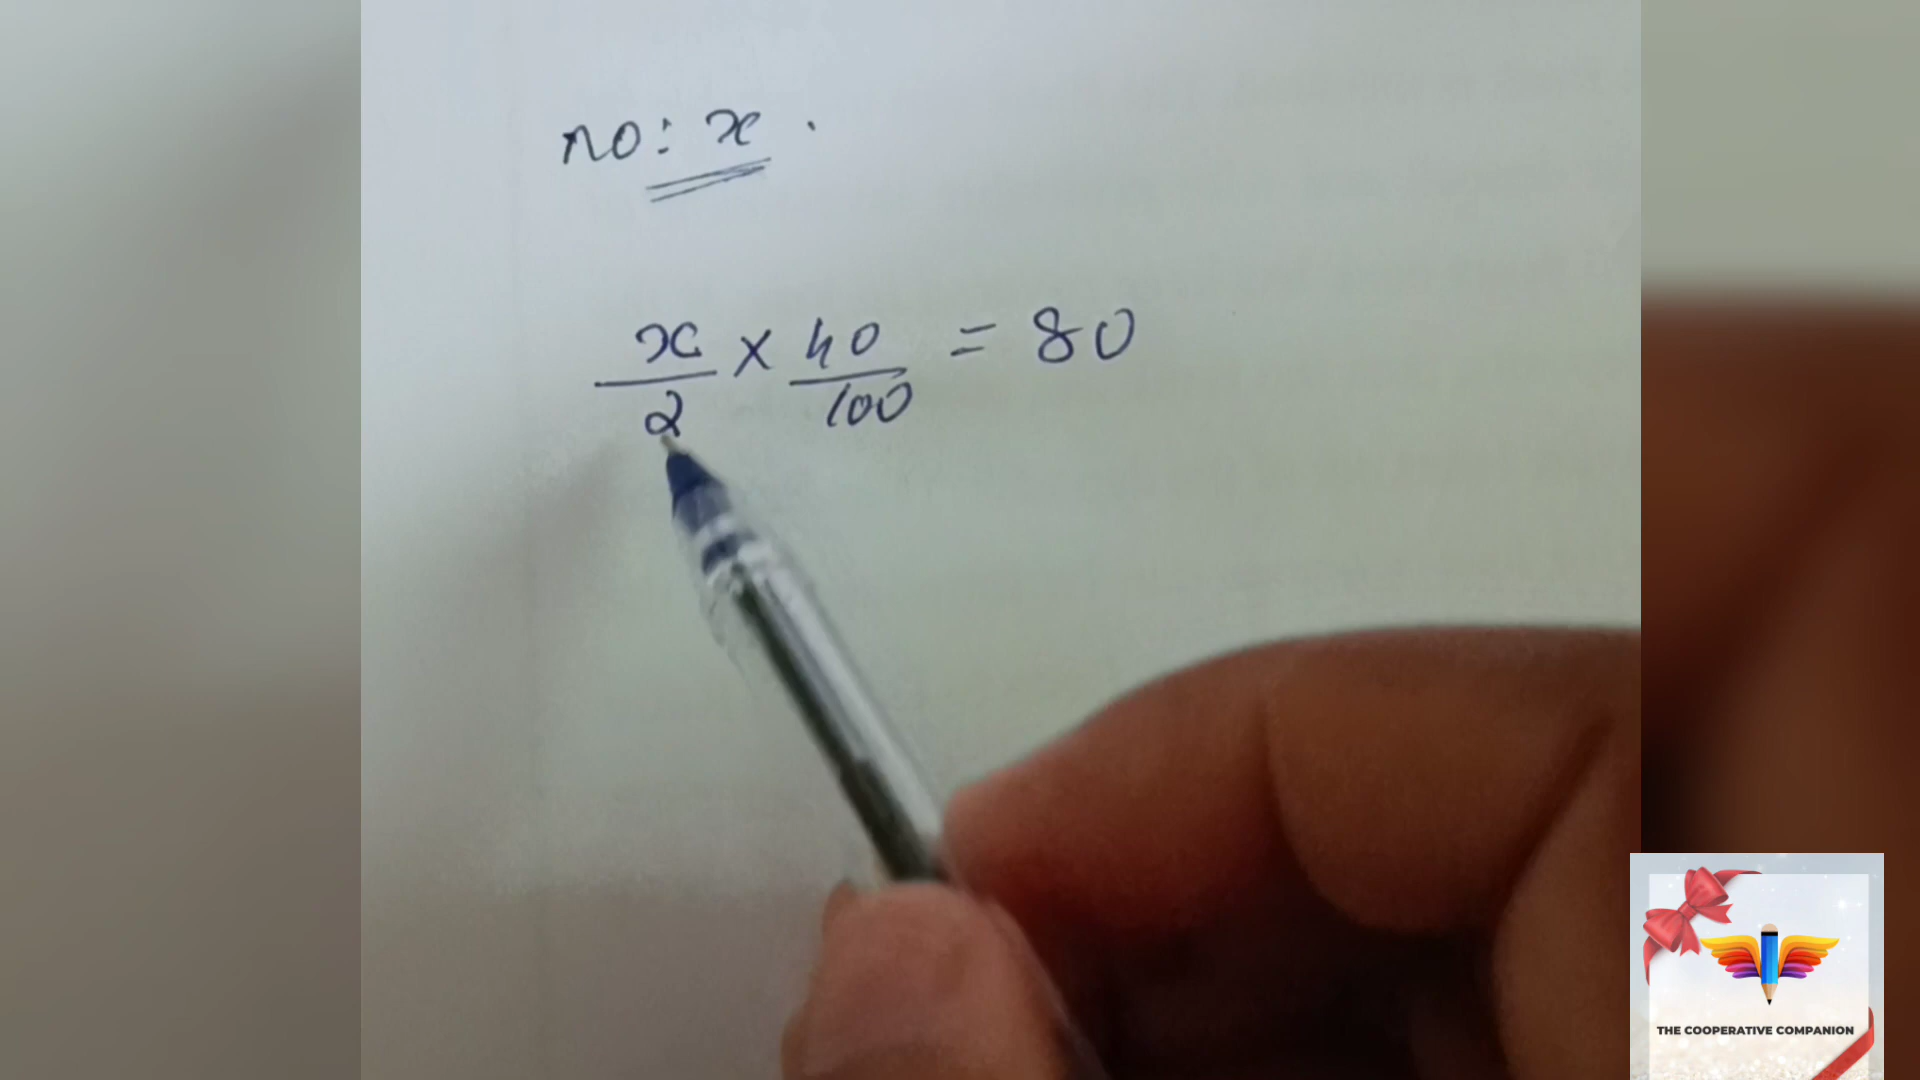 no: x .
x/2 × 40/100 = 80
THE COOPERATIVE COMPANION